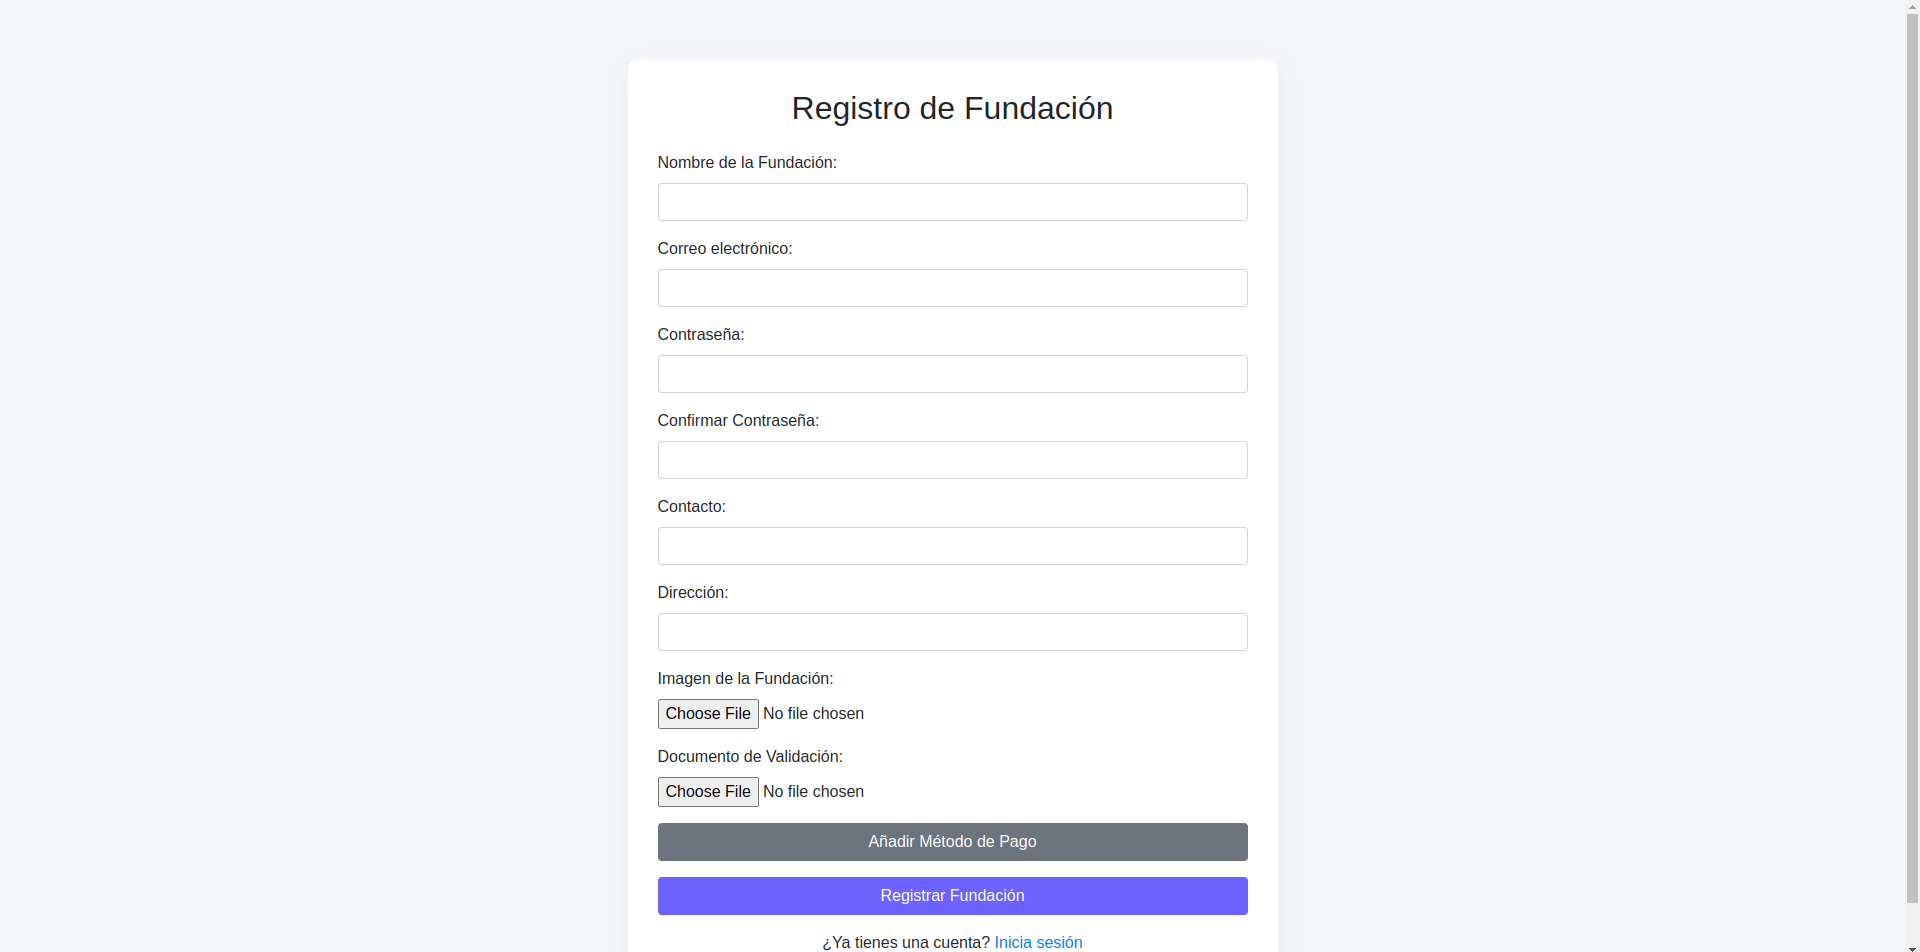 Registro de Fundación
Nombre de la Fundación:
Correo electrónico:
Contraseña:
Confirmar Contraseña:
Contacto:
Dirección:
Imagen de la Fundación:
Choose File No file chosen
Documento de Validación:
Choose File No file chosen
Añadir Método de Pago
Registrar Fundación
¿Ya tienes una cuenta? Inicia sesión